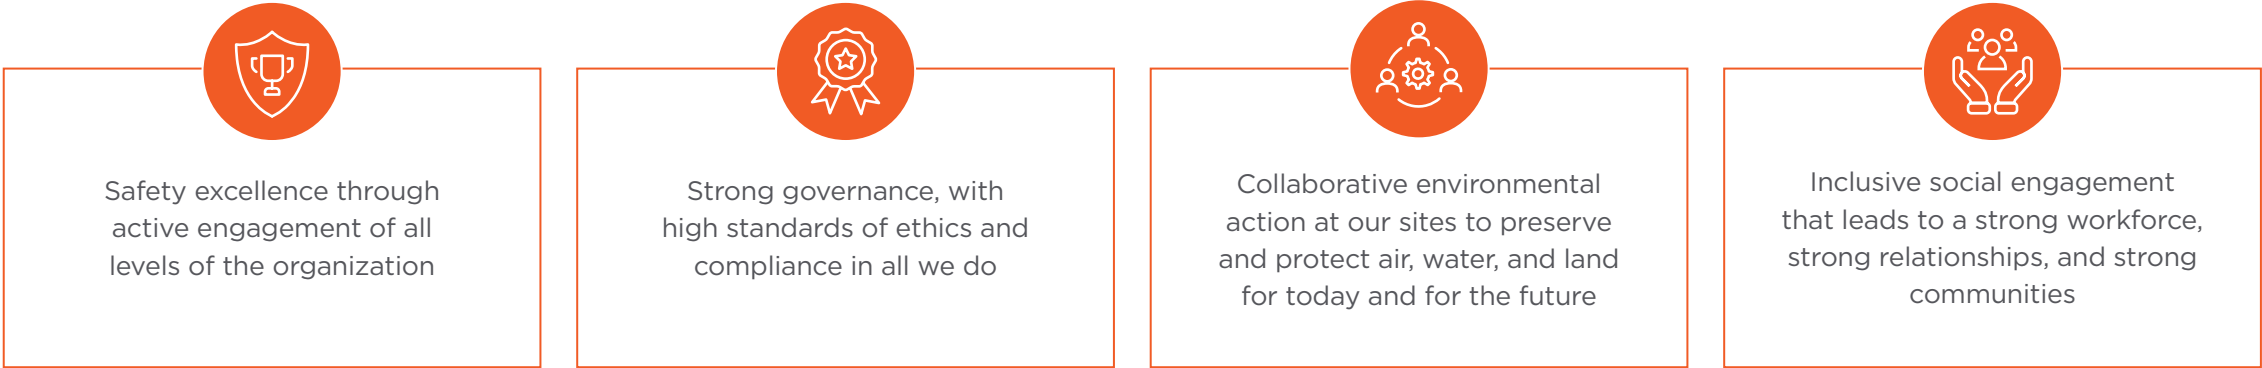 Safety excellence through
active engagement of all
levels of the organization
Strong governance, with
high standards of ethics and
compliance in all we do
Collaborative environmental
action at our sites to preserve
and protect air, water, and land
for today and for the future
Inclusive social engagement
that leads to a strong workforce,
strong relationships, and strong
communities